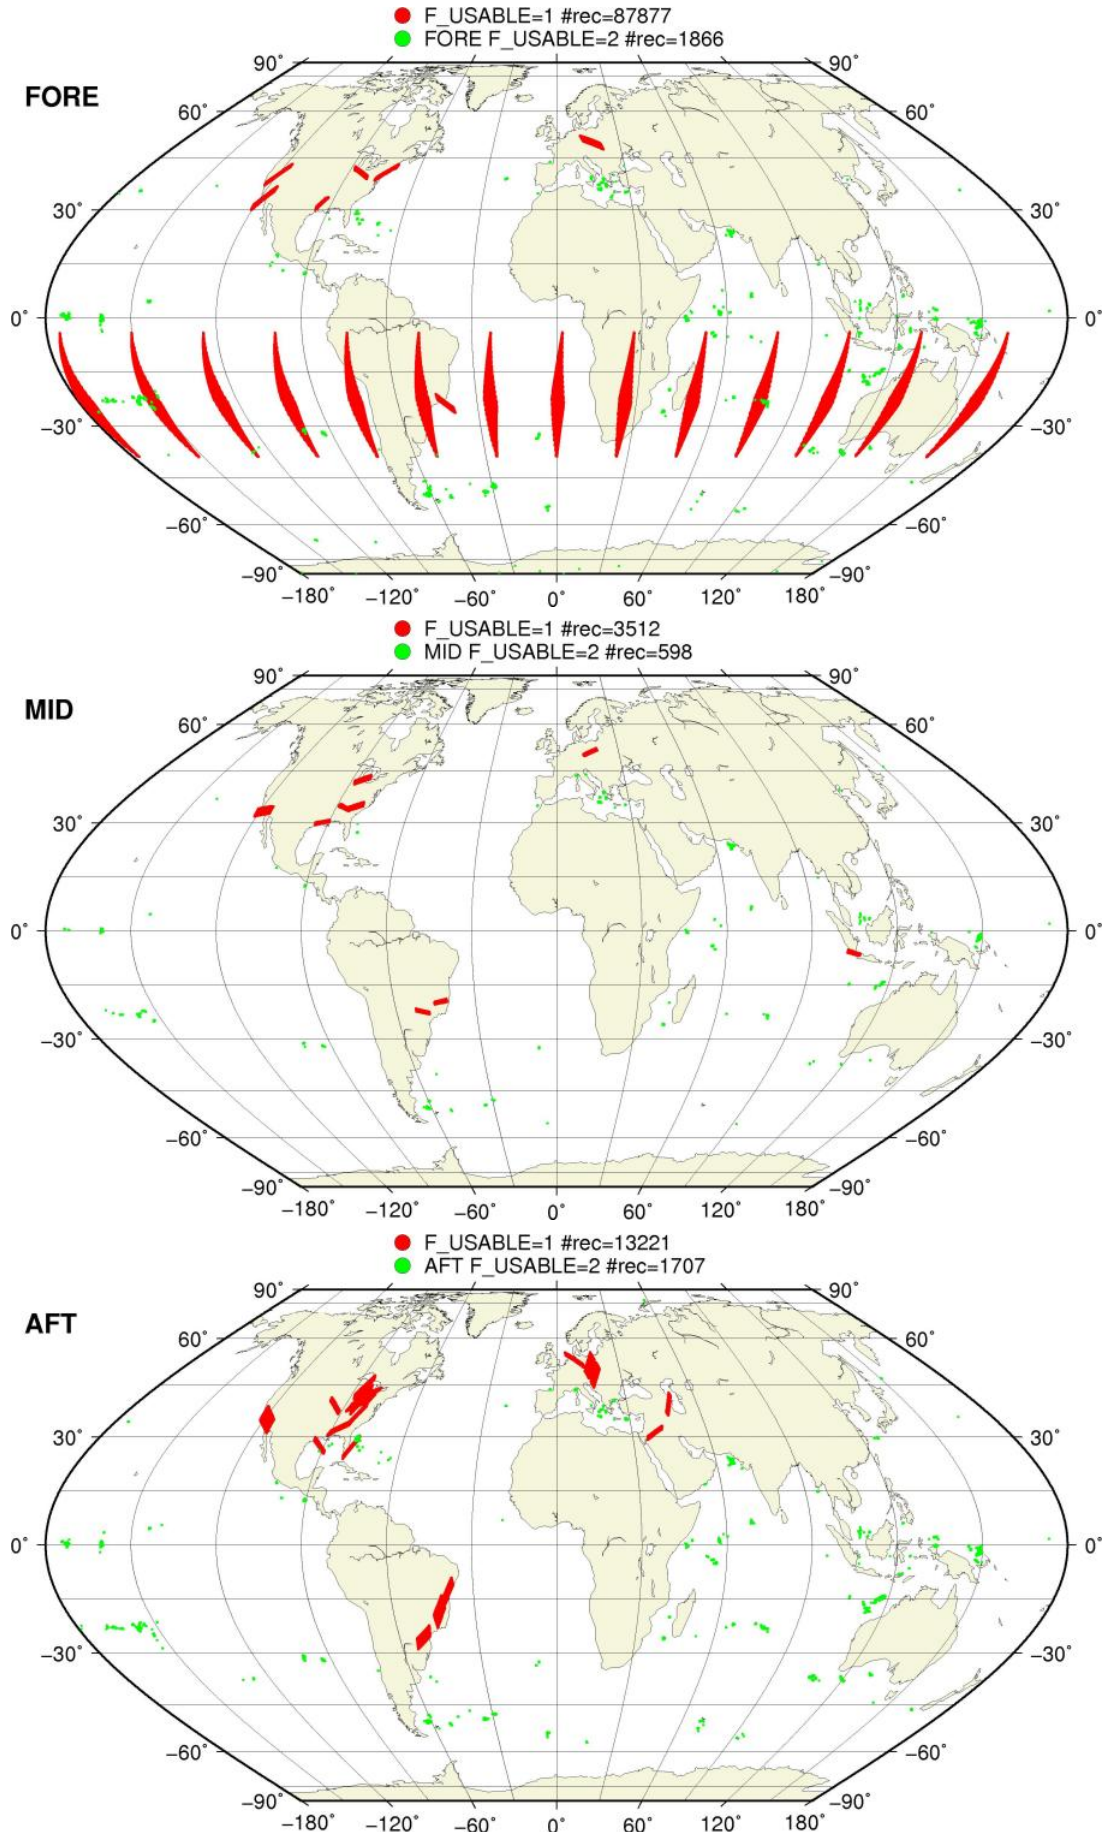 F_USABLE=1 #rec=87877
FORE F_USABLE=2 #rec=1866
FORE
90˚ 90˚
60˚ 60˚
30˚ 30˚
0˚ 0˚
−30˚ −30˚
−60˚ −60˚
−90˚ −90˚
−180˚ −120˚ −60˚ 0˚ 60˚ 120˚ 180˚
F_USABLE=1 #rec=3512
MID F_USABLE=2 #rec=598
MID
90˚ 90˚
60˚ 60˚
30˚ 30˚
0˚ 0˚
−30˚ −30˚
−60˚ −60˚
−90˚ −90˚
−180˚ −120˚ −60˚ 0˚ 60˚ 120˚ 180˚
F_USABLE=1 #rec=13221
AFT F_USABLE=2 #rec=1707
AFT
90˚ 90˚
60˚ 60˚
30˚ 30˚
0˚ 0˚
−30˚ −30˚
−60˚ −60˚
−90˚ −90˚
−180˚ −120˚ −60˚ 0˚ 60˚ 120˚ 180˚